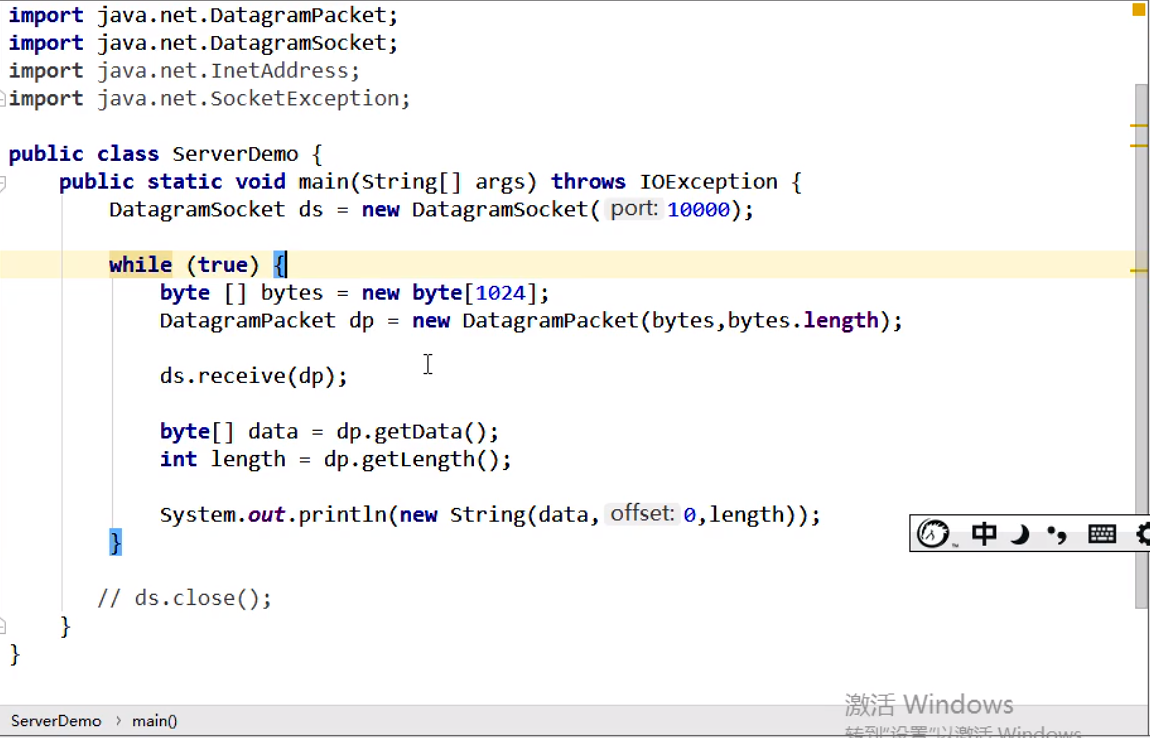 import java.net.DatagramPacket;
import java.net.DatagramSocket;
import java.net.InetAddress;
import java.net.SocketException;
public class ServerDemo {
public static void main(String[] args) throws IOException {
DatagramSocket ds = new DatagramSocket( port: 10000);
while (true) {
byte [] bytes = new byte[1024];
DatagramPacket dp = new DatagramPacket(bytes,bytes.length);
ds.receive(dp);
byte[] data = dp.getData();
int length = dp.getLength();
System.out.println(new String(data, offset: 0,length));
}
中
// ds.close();
}
}
激活 Windows
转到"设置"以激活 Windows
ServerDemo > main()